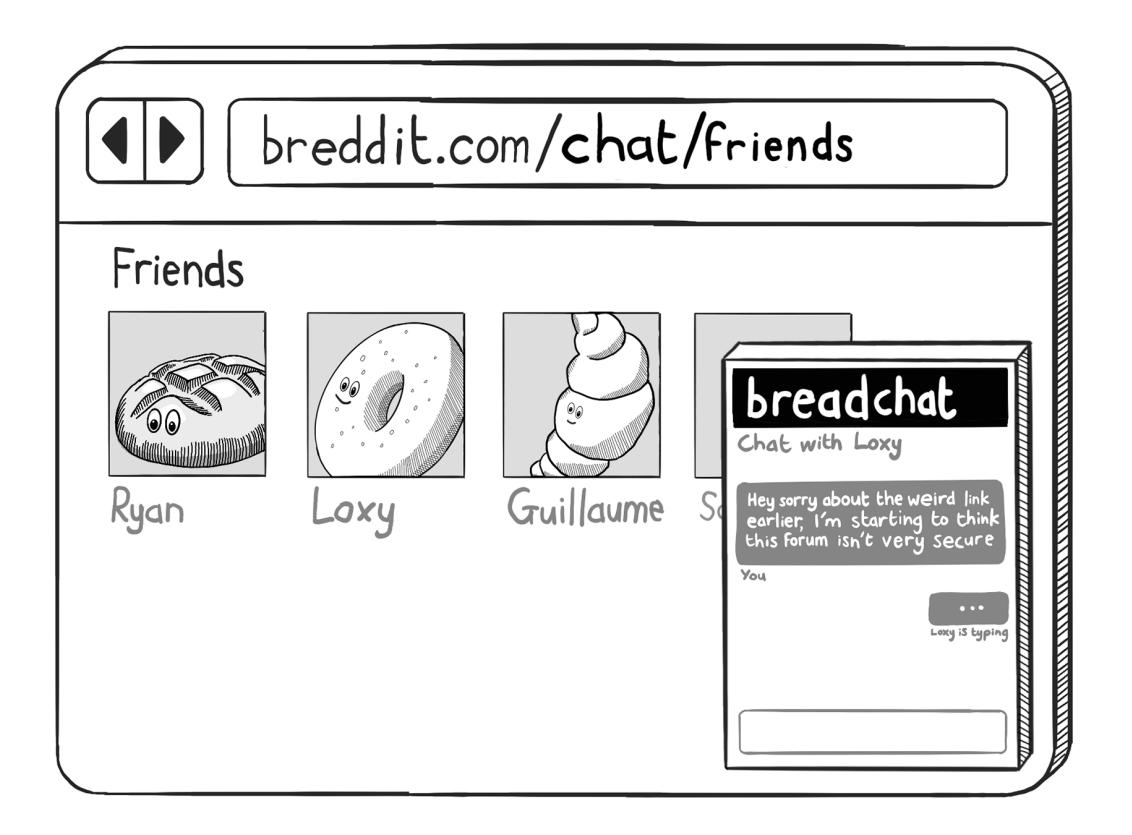 breddit.com/chat/friends
Friends
Ryan
Loxy
Guillaume
breadchat
Chat with Loxy
Hey sorry about the weird link
earlier, I'm starting to think
this forum isn't very secure
You
...
Loxy is typing